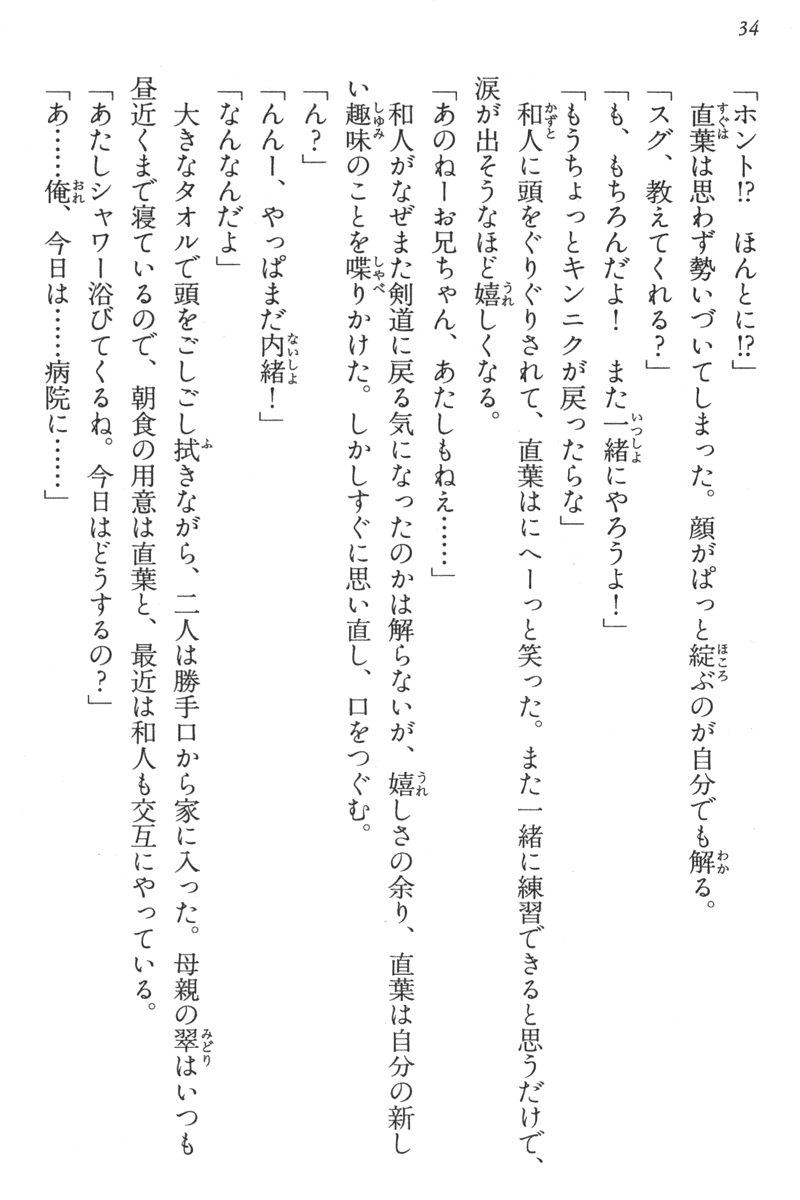 34
「ホント!?　ほんとに!?」
直葉は思わず勢いづいてしまった。顔がぱっと綻ぶのが自分でも解る。
「スグ、教えてくれる？」
「も、もちろんだよ！　また一緒にやろうよ！」
「もうちょっとキンニクが戻ったらな」
和人に頭をぐりぐりされて、直葉はにへーっと笑った。また一緒に練習できると思うだけで、
涙が出そうなほど嬉しくなる。
「あのねーお兄ちゃん、あたしもねぇ……」
和人がなぜまた剣道に戻る気になったのかは解らないが、嬉しさの余り、直葉は自分の新し
い趣味のことを喋りかけた。しかしすぐに思い直し、口をつぐむ。
「ん？」
「んんー、やっぱまだ内緒！」
「なんなんだよ」
大きなタオルで頭をごしごし拭きながら、二人は勝手口から家に入った。母親の翠はいつも
昼近くまで寝ているので、朝食の用意は直葉と、最近は和人も交互にやっている。
「あたしシャワー浴びてくるね。今日はどうするの？」
「あ……俺、今日は……病院に……」